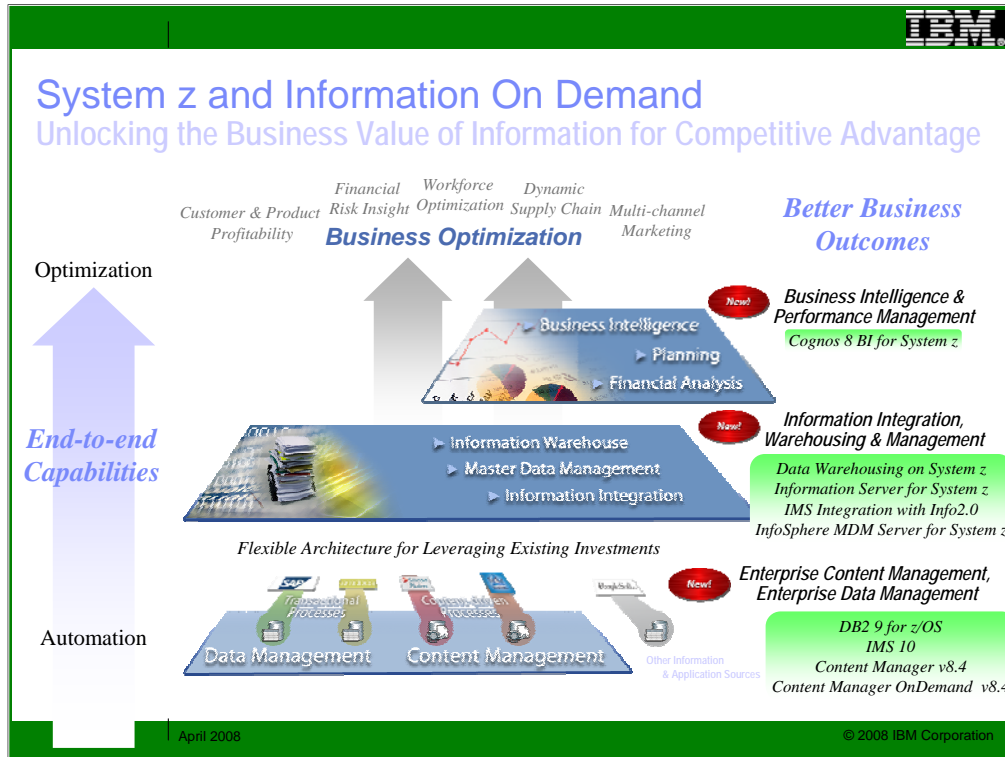 IBM®
System z and Information On Demand
Unlocking the Business Value of Information for Competitive Advantage
Customer & Product
Profitability
Financial
Risk Insight
Workforce
Optimization
Dynamic
Supply Chain
Multi-channel
Marketing
Business Optimization
Better Business
Outcomes
Optimization
New!
Business Intelligence &
Performance Management
Cognos 8 BI for System z
Business Intelligence
Planning
Financial Analysis
End-to-end
Capabilities
New!
Information Integration,
Warehousing & Management
Information Warehouse
Master Data Management
Information Integration
Data Warehousing on System z
Information Server for System z
IMS Integration with Info2.0
InfoSphere MDM Server for System z
Flexible Architecture for Leveraging Existing Investments
SAP
PeopleSoft
New!
Enterprise Content Management,
Enterprise Data Management
Transactional
Processes
Content-driven
Processes
Automation
Data Management
Content Management
Other Information
& Application Sources
DB2 9 for z/OS
IMS 10
Content Manager v8.4
Content Manager OnDemand v8.4
April 2008
© 2008 IBM Corporation